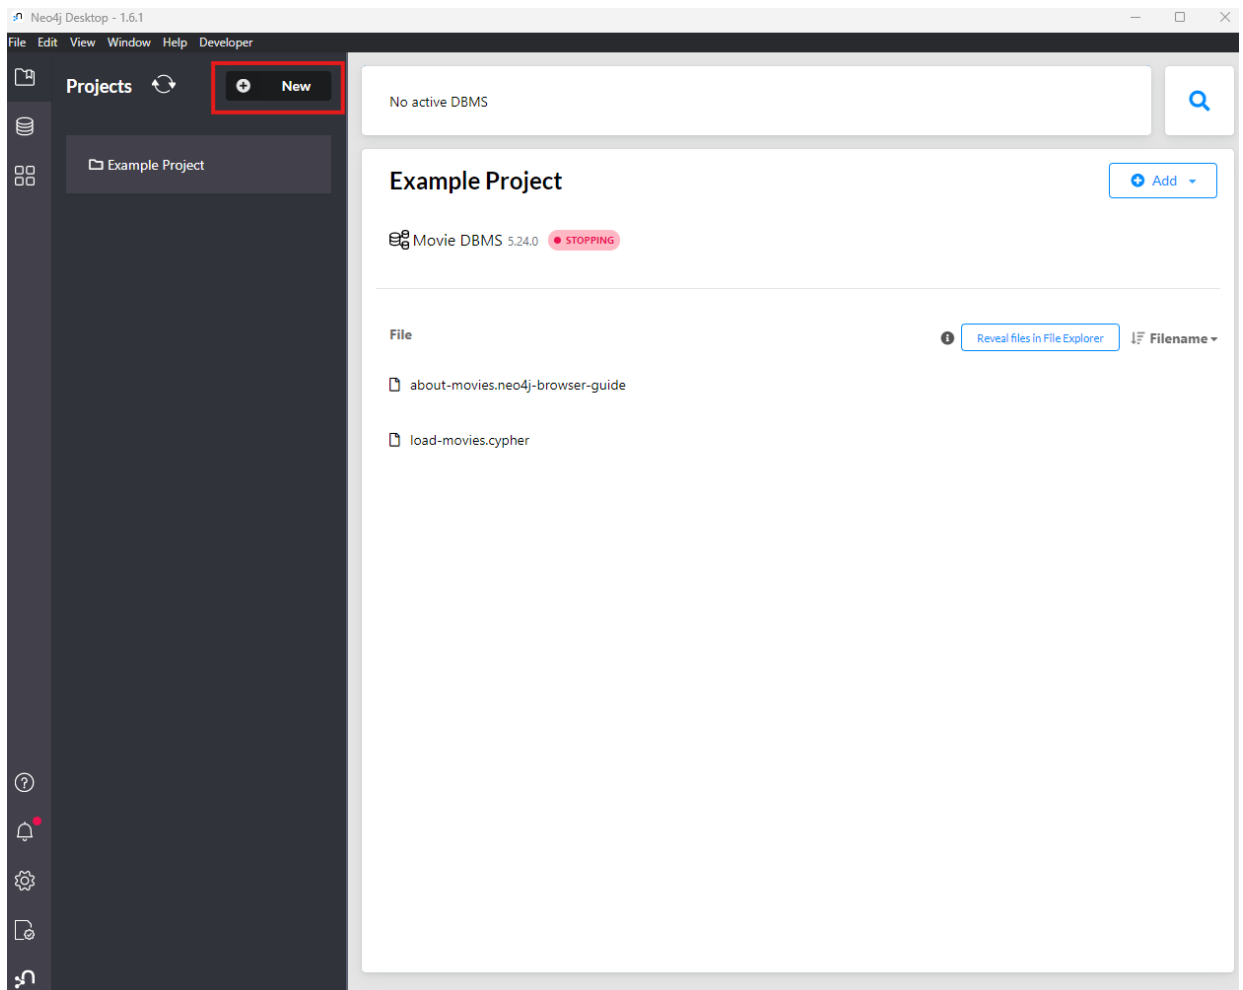 Neo4j Desktop - 1.6.1
File Edit View Window Help Developer
Projects
New
Example Project
No active DBMS
Example Project
Add
Movie DBMS 5.24.0 STOPPING
File
Reveal files in File Explorer
Filename
about-movies.neo4j-browser-guide
load-movies.cypher